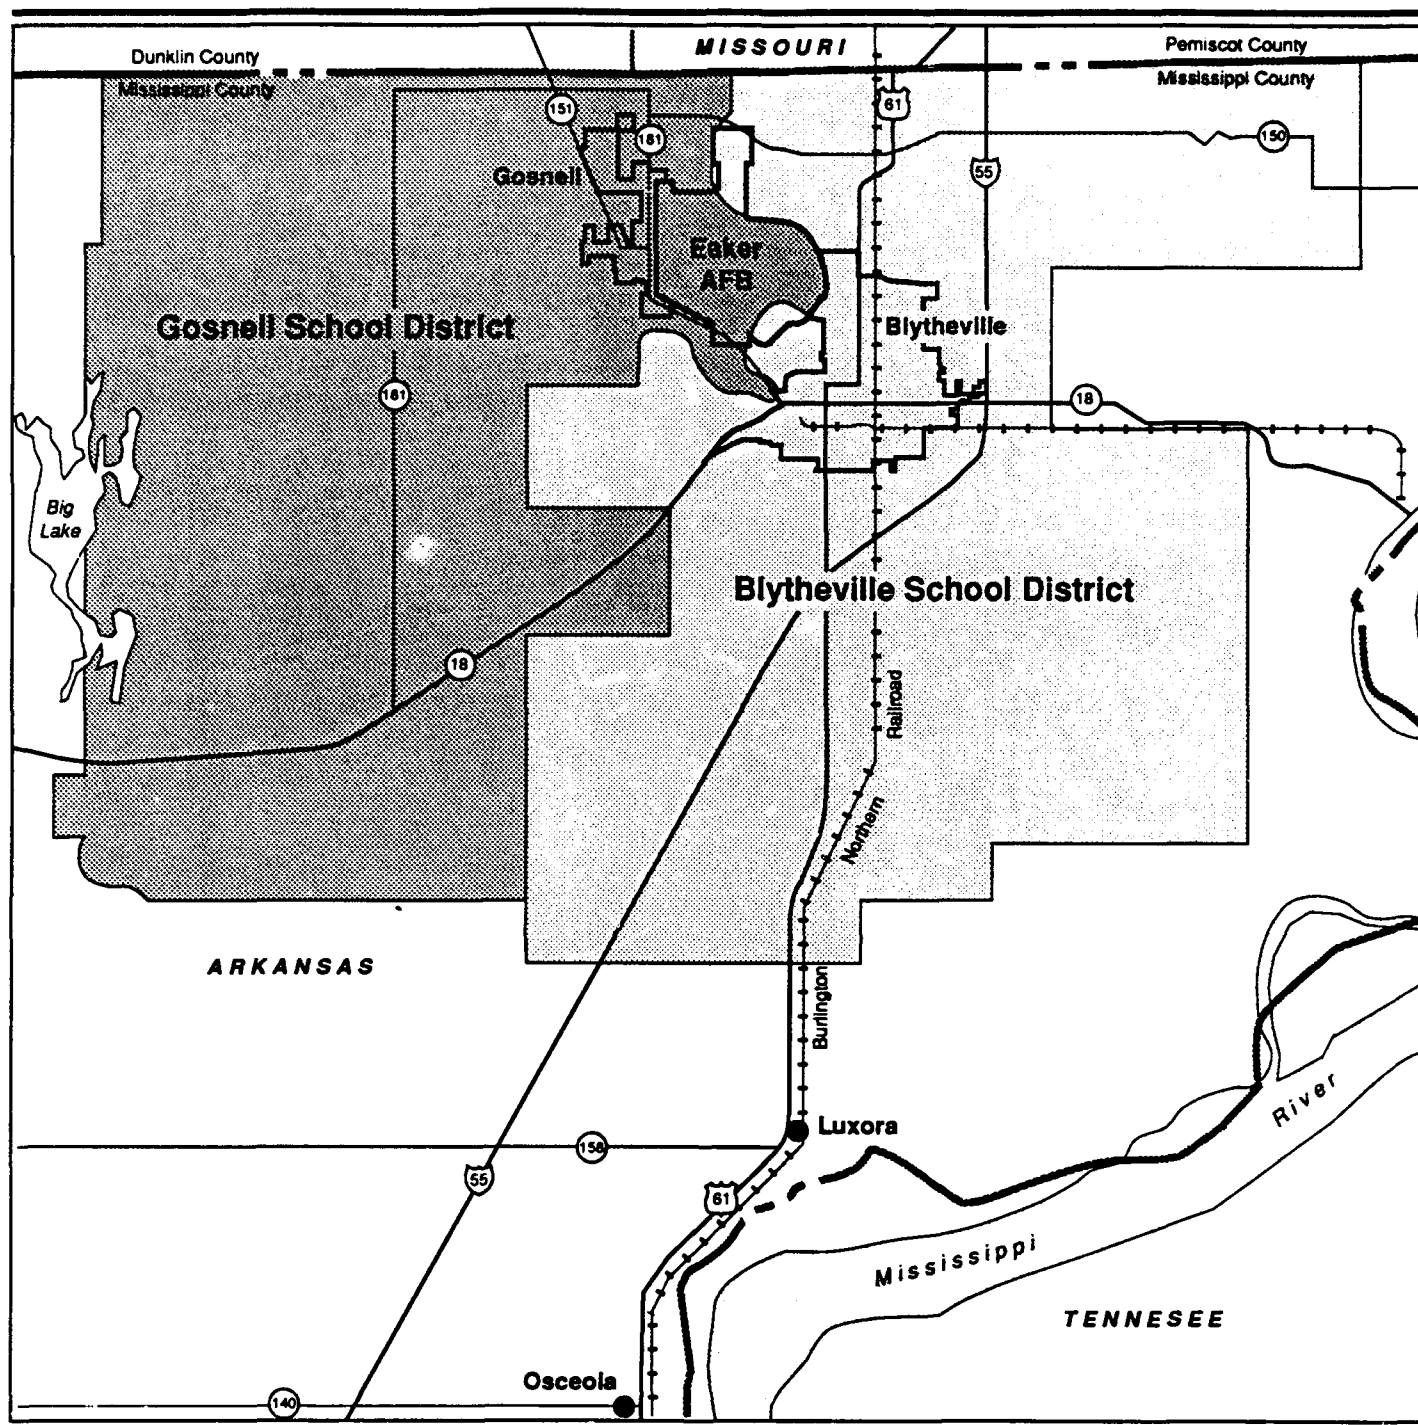 MISSOURI
Dunklin County
Pemiscot County
Mississippi County
Mississippi County
61
151
150
181
55
Gosnell
Eaker
AFB
Gosnell School District
Blytheville
181
18
Big
Lake
Blytheville School District
18
Railroad
Northern
ARKANSAS
Burlington
River
Luxora
158
55
61
Mississippi
TENNESEE
Osceola
140